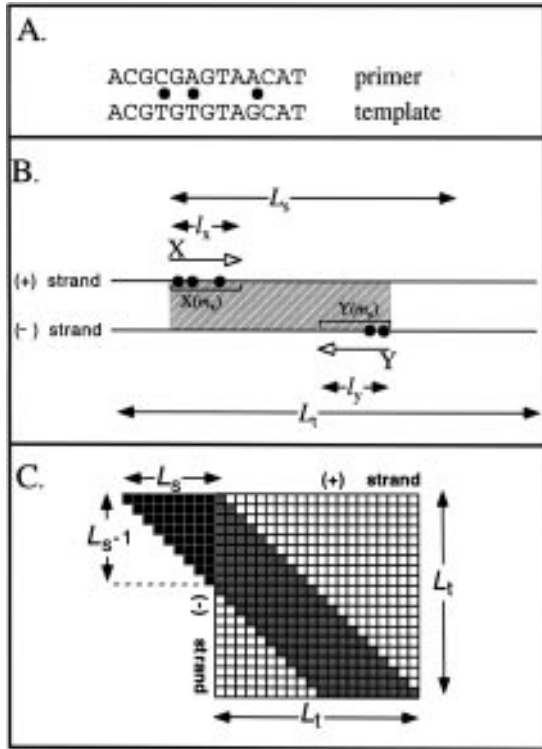 A.
ACGCGAGTAACAT primer
ACGTGTGTAGCAT template
B.
Ls
lx
X
(+) strand
X(mx)
Y(my)
(-) strand
Y
ly
Lt
C.
Ls
(+) strand
Ls-1
Lt
(-) strand
Lt